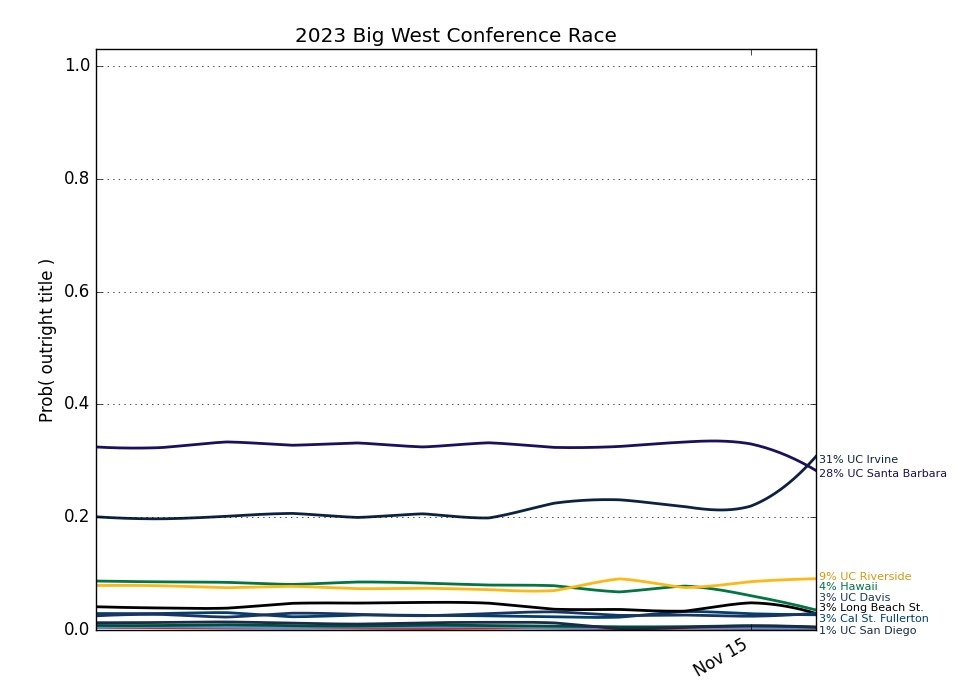 2023 Big West Conference Race
Prob( outright title )
1.0
0.8
0.6
0.4
0.2
0.0
Nov 15
31% UC Irvine
28% UC Santa Barbara
9% UC Riverside
4% Hawaii
3% UC Davis
3% Long Beach St.
3% Cal St. Fullerton
1% UC San Diego